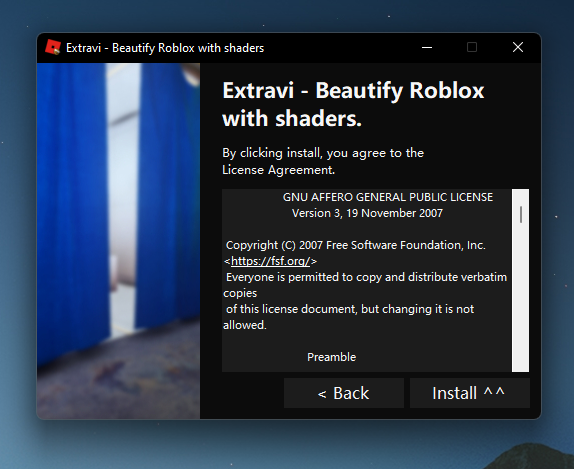 Extravi - Beautify Roblox with shaders
Extravi - Beautify Roblox
with shaders.
By clicking install, you agree to the
License Agreement.
GNU AFFERO GENERAL PUBLIC LICENSE
Version 3, 19 November 2007
Copyright (C) 2007 Free Software Foundation, Inc.
<https://fsf.org/>
Everyone is permitted to copy and distribute verbatim
copies
of this license document, but changing it is not
allowed.
Preamble
< Back
Install ^ ^